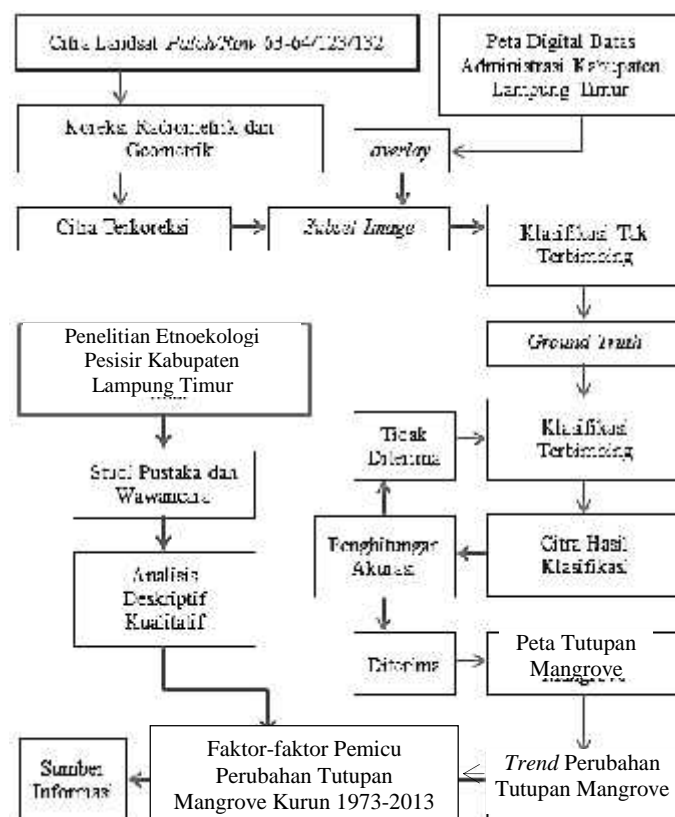 Citra Landsat Patch/Row 63-64/123/132
Peta Digital Batas
Administrasi Kabupaten
Lampung Timur
Koreksi Radiometrik dan
Geometrik
overlay
Citra Terkoreksi
Subset Image
Klasifikasi Tak
Terbimbing
Ground Truth
Penelitian Etnoekologi
Pesisir Kabupaten
Lampung Timur
Tidak
Diterima
Klasifikasi
Terbimbing
Studi Pustaka dan
Wawancara
Penghitungan
Akurasi
Citra Hasil
Klasifikasi
Analisis
Deskriptif
Kualitatif
Diterima
Peta Tutupan
Mangrove
Sumber
Informasi
Faktor-faktor Pemicu
Perubahan Tutupan
Mangrove Kurun 1973-2013
Trend Perubahan
Tutupan Mangrove